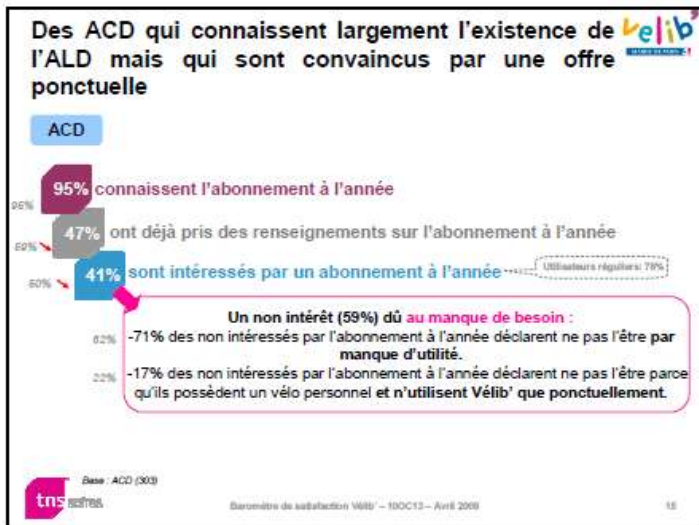 Des ACD qui connaissent largement l'existence de
l'ALD mais qui sont convaincus par une offre
ponctuelle
velib'
ACD
95% connaissent l'abonnement à l'année
47% ont déjà pris des renseignements sur l'abonnement à l'année
41% sont intéressés par un abonnement à l'année
Utilisateurs réguliers: 78%
Un non intérêt (59%) dû au manque de besoin :
62% -71% des non intéressés par l'abonnement à l'année déclarent ne pas l'être par
manque d'utilité.
22% -17% des non intéressés par l'abonnement à l'année déclarent ne pas l'être parce
qu'ils possèdent un vélo personnel et n'utilisent Vélib' que ponctuellement.
Base : ACD (303)
tns sofres
Baromètre de satisfaction Vélib' – 10OC13 – Avril 2009